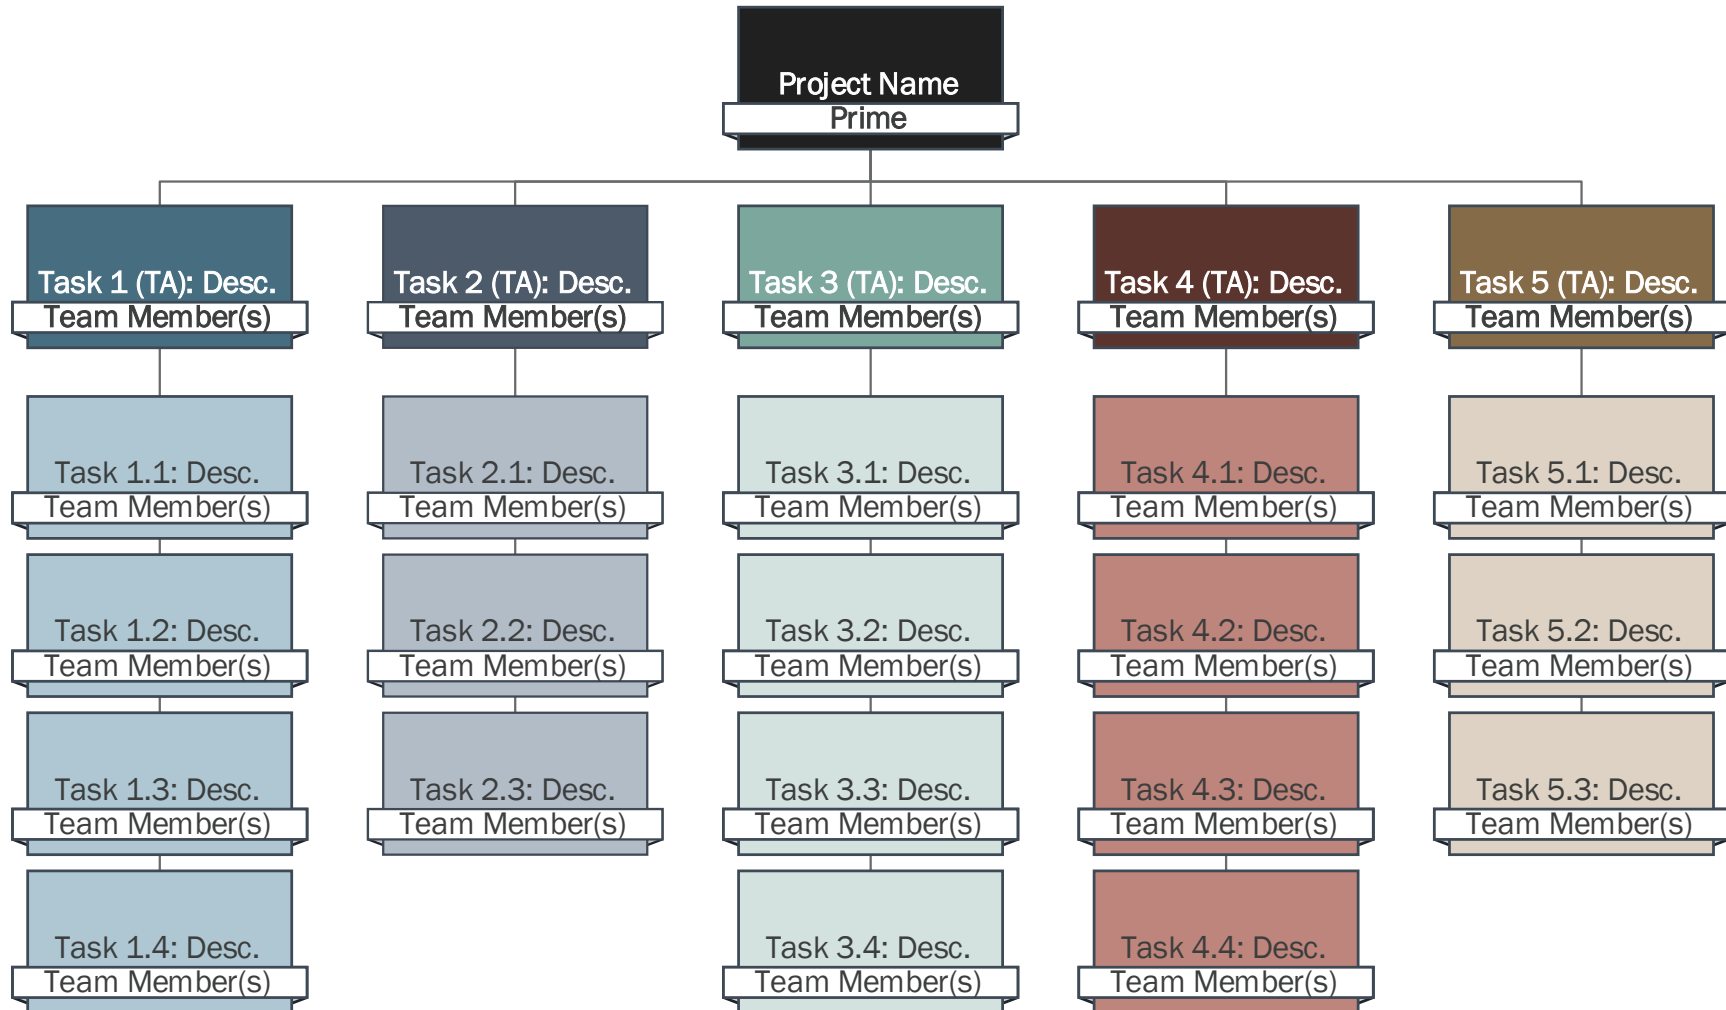 Project Name
Prime
Task 1 (TA): Desc.
Team Member(s)
Task 2 (TA): Desc.
Team Member(s)
Task 3 (TA): Desc.
Team Member(s)
Task 4 (TA): Desc.
Team Member(s)
Task 5 (TA): Desc.
Team Member(s)
Task 1.1: Desc.
Team Member(s)
Task 2.1: Desc.
Team Member(s)
Task 3.1: Desc.
Team Member(s)
Task 4.1: Desc.
Team Member(s)
Task 5.1: Desc.
Team Member(s)
Task 1.2: Desc.
Team Member(s)
Task 2.2: Desc.
Team Member(s)
Task 3.2: Desc.
Team Member(s)
Task 4.2: Desc.
Team Member(s)
Task 5.2: Desc.
Team Member(s)
Task 1.3: Desc.
Team Member(s)
Task 2.3: Desc.
Team Member(s)
Task 3.3: Desc.
Team Member(s)
Task 4.3: Desc.
Team Member(s)
Task 5.3: Desc.
Team Member(s)
Task 1.4: Desc.
Team Member(s)
Task 3.4: Desc.
Team Member(s)
Task 4.4: Desc.
Team Member(s)